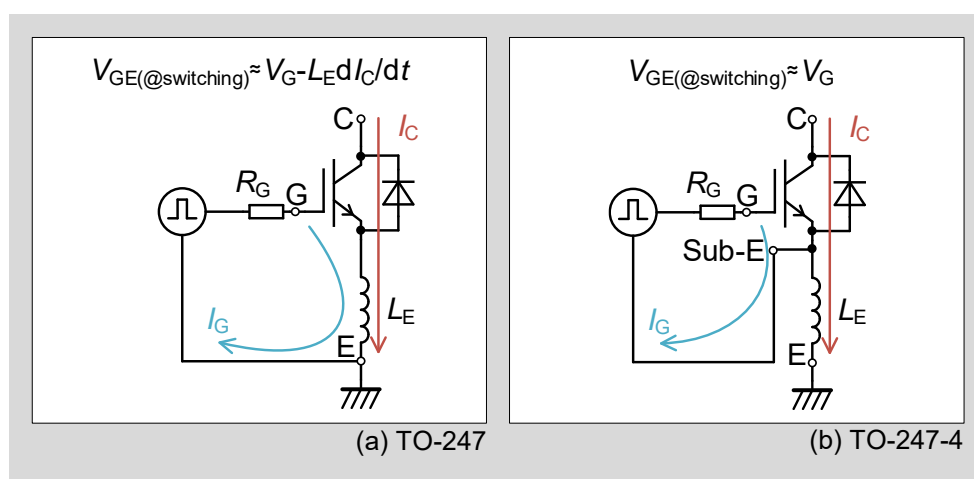 VGE(@switching)≈VG-LEdIC/dt
C
IC
RG
G
IG
LE
E
(a) TO-247
VGE(@switching)≈VG
C
IC
RG
G
Sub-E
IG
LE
E
(b) TO-247-4